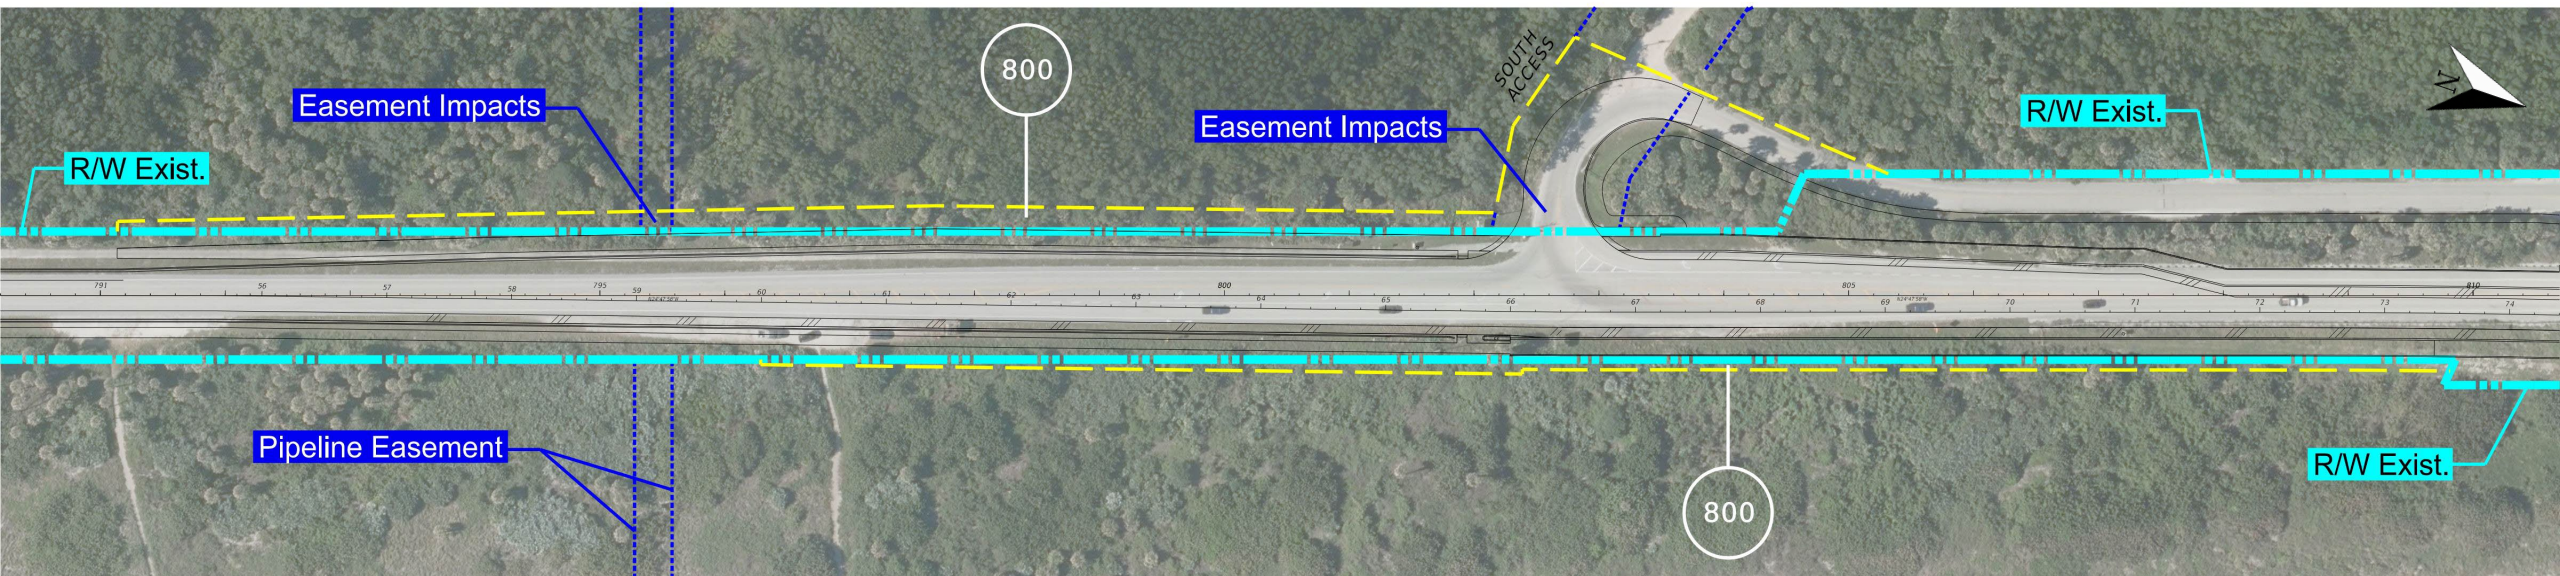 800
SOUTH
ACCESS
Easement Impacts
Easement Impacts
R/W Exist.
N
R/W Exist.
791
56
57
58
795
59
60
61
62
63
800
64
65
66
67
68
805
69
70
71
72
73
810
74
Pipeline Easement
800
R/W Exist.